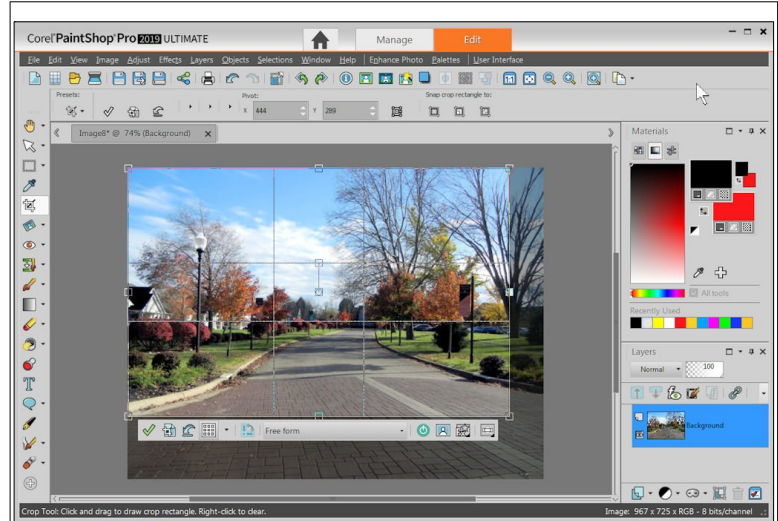 Corel®PaintShop®Pro 2019 ULTIMATE
Manage
Edit
File Edit View Image Adjust Effects Layers Objects Selections Window Help Enhance Photo Palettes User Interface
Presets:
Pivot:
Snap crop rectangle to:
X 444
Y 289
Image8* @ 74% (Background)
Materials
All tools
Recently Used
Layers
Normal
100
Background
Free form
Crop Tool: Click and drag to draw crop rectangle. Right-click to clear.
Image: 967 x 725 x RGB - 8 bits/channel